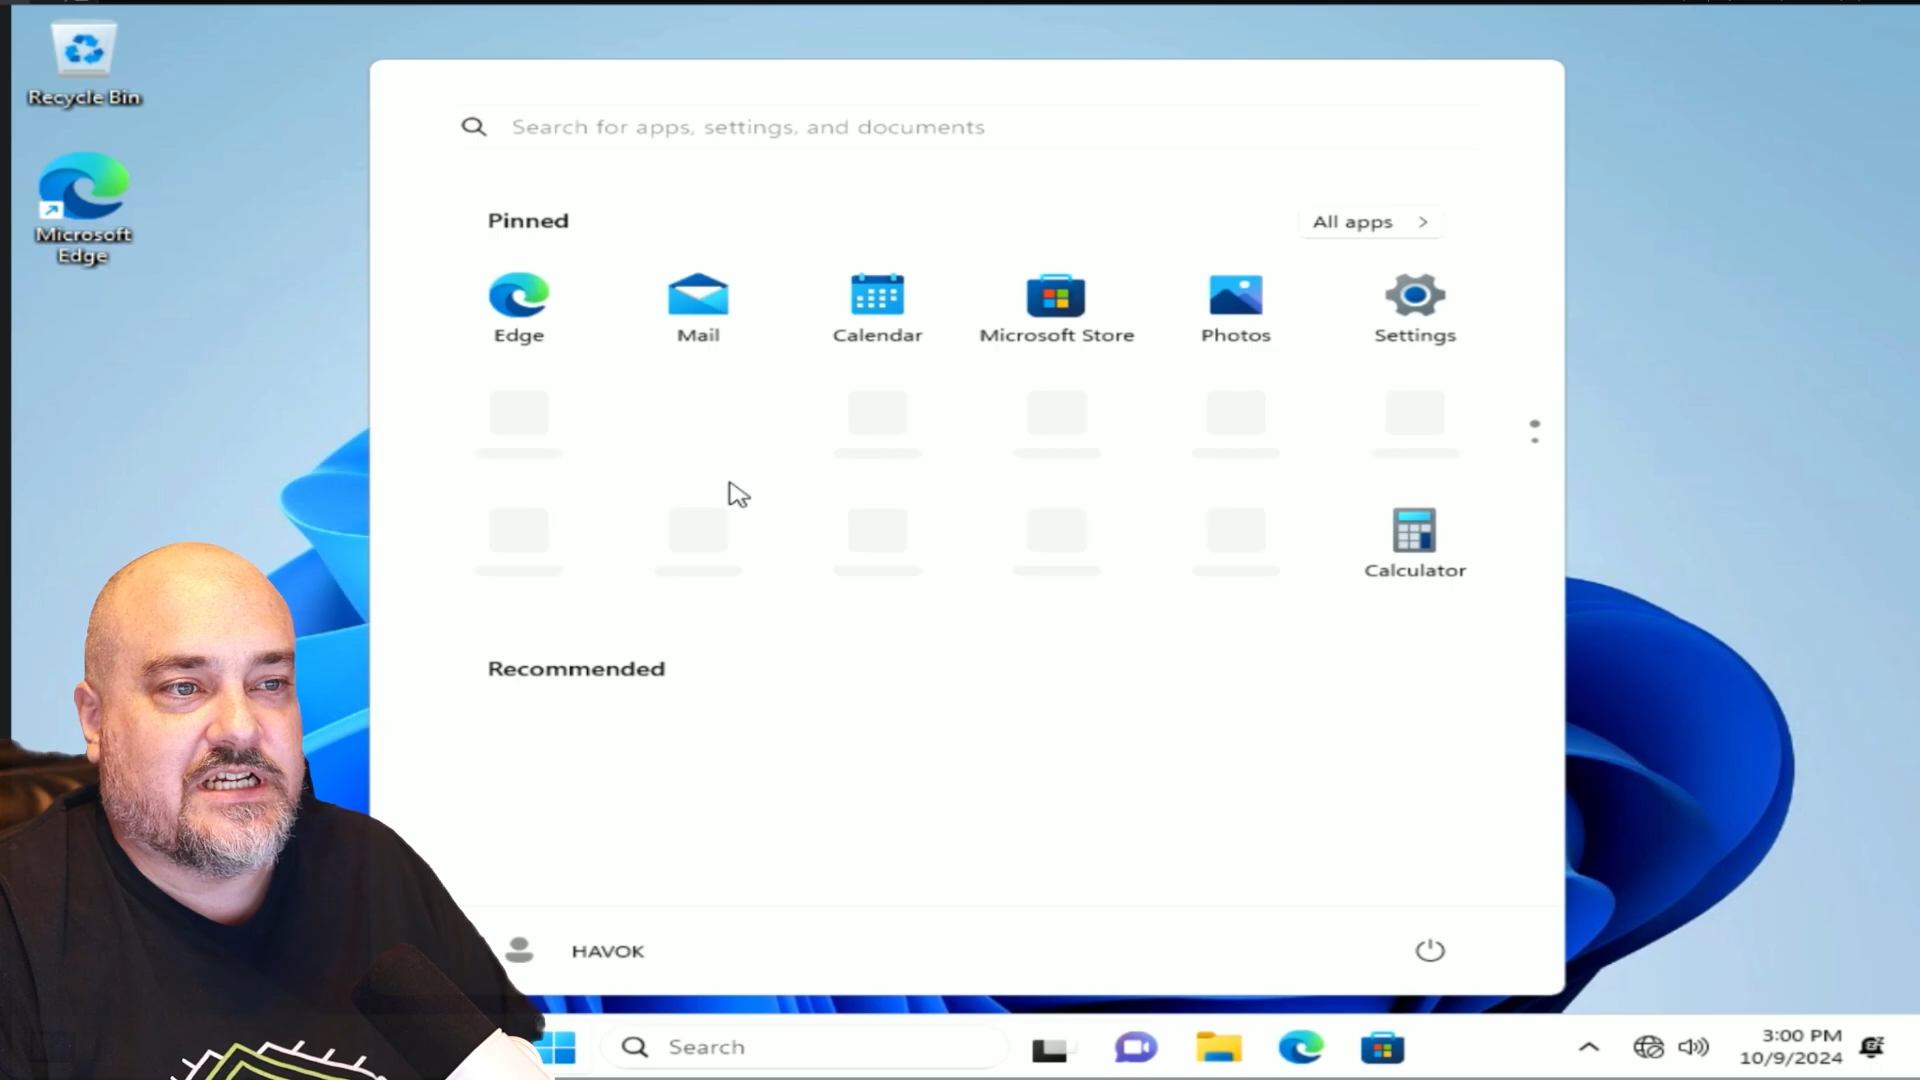 Recycle Bin
Microsoft
Edge
Search for apps, settings, and documents
Pinned
All apps
Edge
Mail
Calendar
Microsoft Store
Photos
Settings
Calculator
Recommended
HAVOK
Search
3:00 PM
10/9/2024